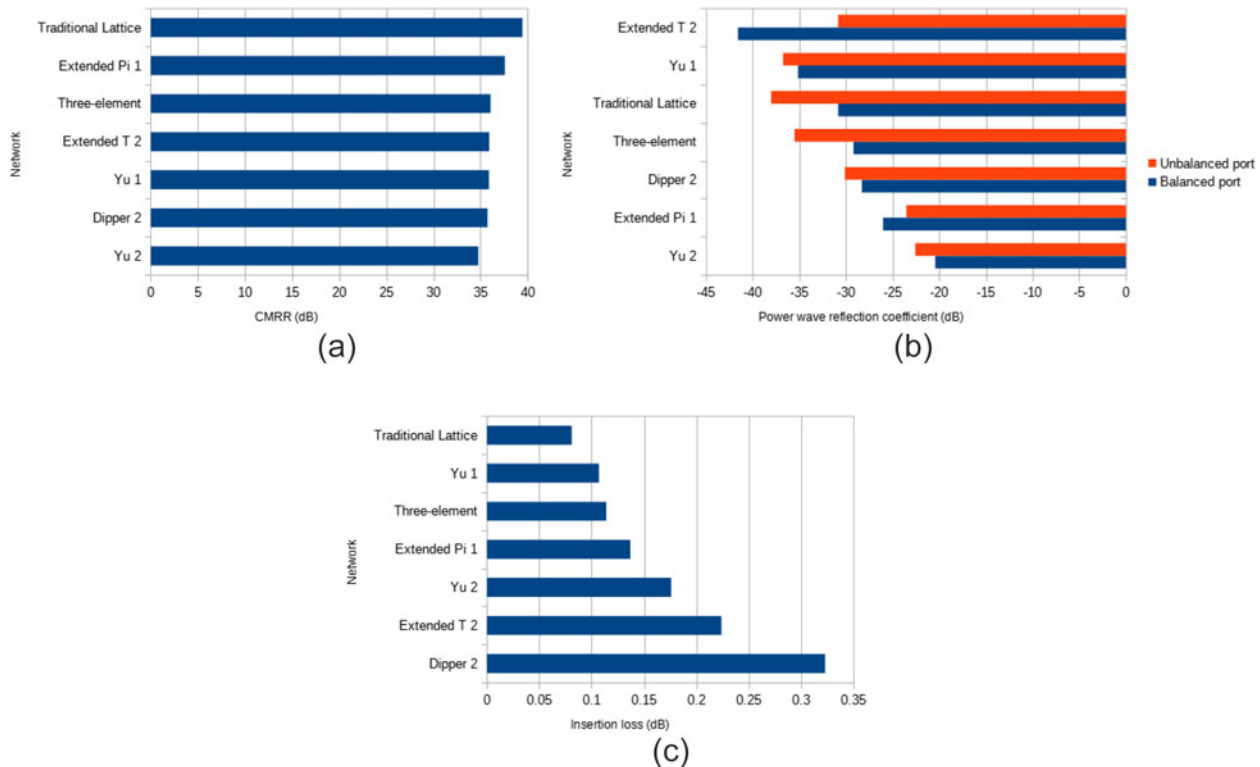 Traditional Lattice
Extended Pi 1
Three-element
Extended T 2
Yu 1
Dipper 2
Yu 2
Network
0 5 10 15 20 25 30 35 40
CMRR (dB)
(a)
Extended T 2
Yu 1
Traditional Lattice
Three-element
Dipper 2
Extended Pi 1
Yu 2
Network
-45 -40 -35 -30 -25 -20 -15 -10 -5 0
Power wave reflection coefficient (dB)
Unbalanced port
Balanced port
(b)
Traditional Lattice
Yu 1
Three-element
Extended Pi 1
Yu 2
Extended T 2
Dipper 2
Network
0 0.05 0.1 0.15 0.2 0.25 0.3 0.35
Insertion loss (dB)
(c)